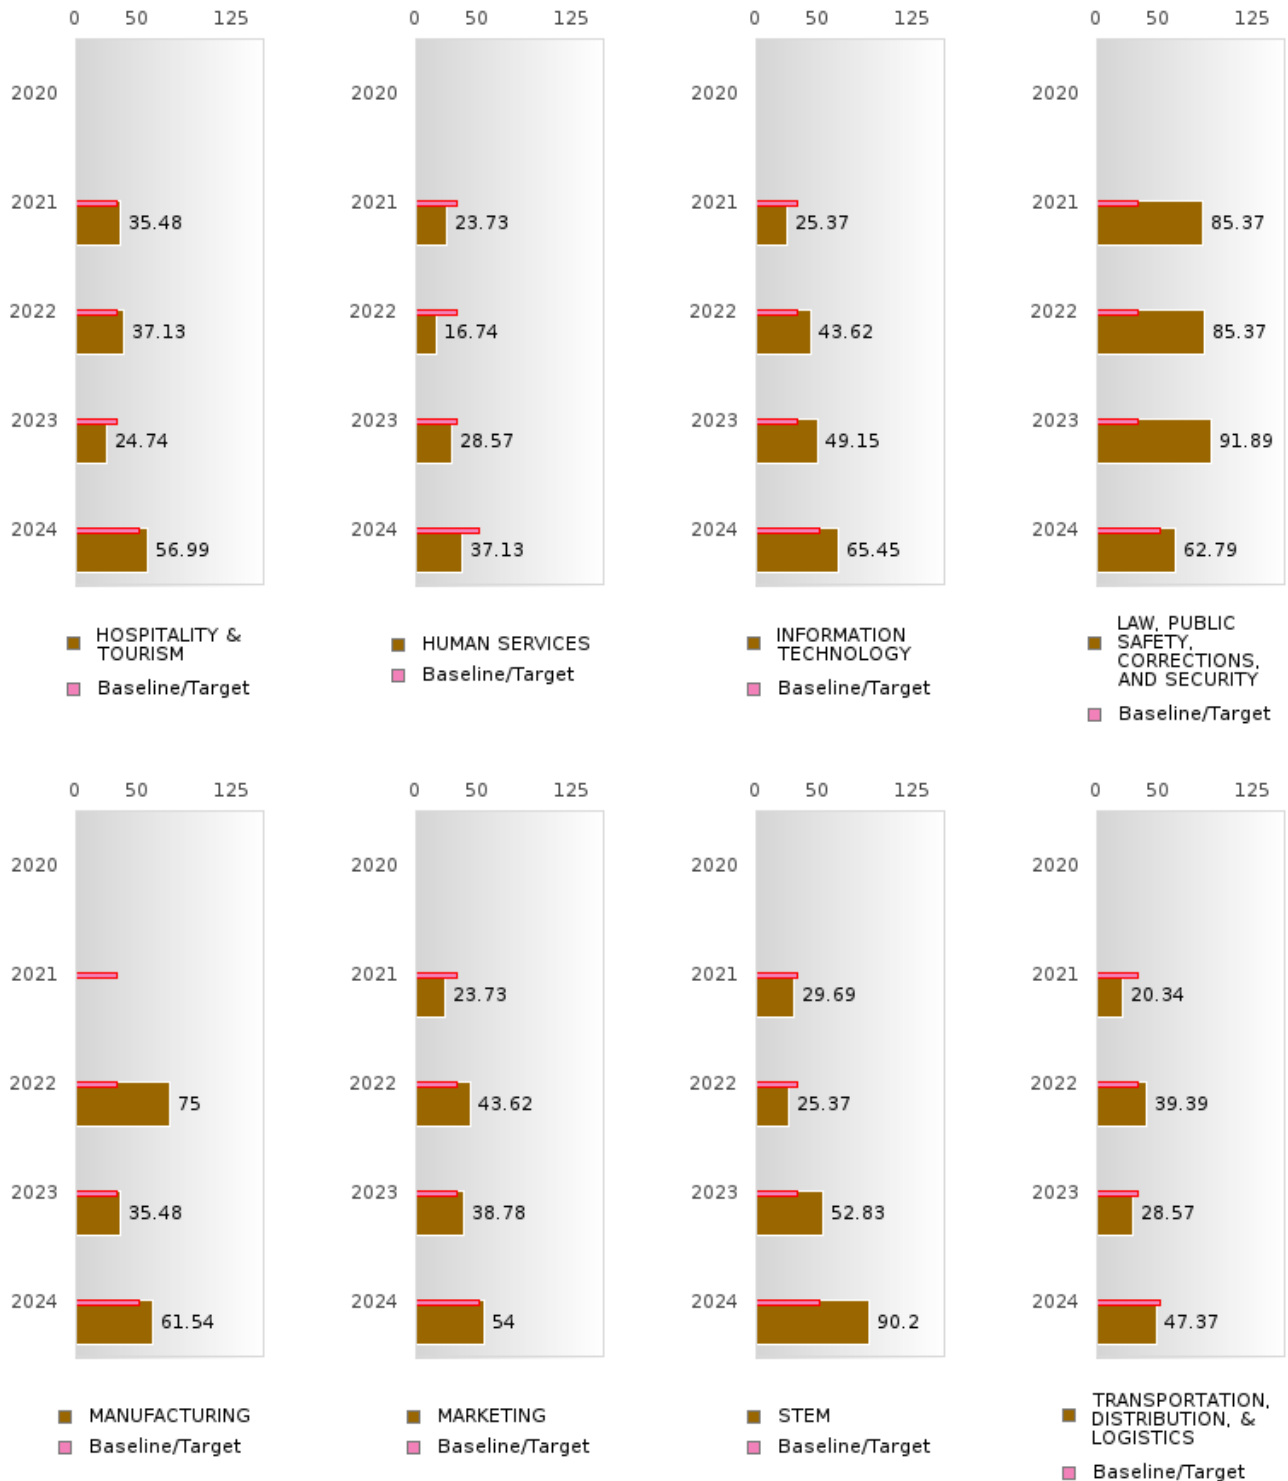 0 50 125
2020
2021
35.48
2022
37.13
2023
24.74
2024
56.99
HOSPITALITY &
TOURISM
Baseline/Target
0 50 125
2020
2021
23.73
2022
16.74
2023
28.57
2024
37.13
HUMAN SERVICES
Baseline/Target
0 50 125
2020
2021
25.37
2022
43.62
2023
49.15
2024
65.45
INFORMATION
TECHNOLOGY
Baseline/Target
0 50 125
2020
2021
85.37
2022
85.37
2023
91.89
2024
62.79
LAW, PUBLIC
SAFETY,
CORRECTIONS,
AND SECURITY
Baseline/Target
0 50 125
2020
2021
2022
75
2023
35.48
2024
61.54
MANUFACTURING
Baseline/Target
0 50 125
2020
2021
23.73
2022
43.62
2023
38.78
2024
54
MARKETING
Baseline/Target
0 50 125
2020
2021
29.69
2022
25.37
2023
52.83
2024
90.2
STEM
Baseline/Target
0 50 125
2020
2021
20.34
2022
39.39
2023
28.57
2024
47.37
TRANSPORTATION,
DISTRIBUTION, &
LOGISTICS
Baseline/Target